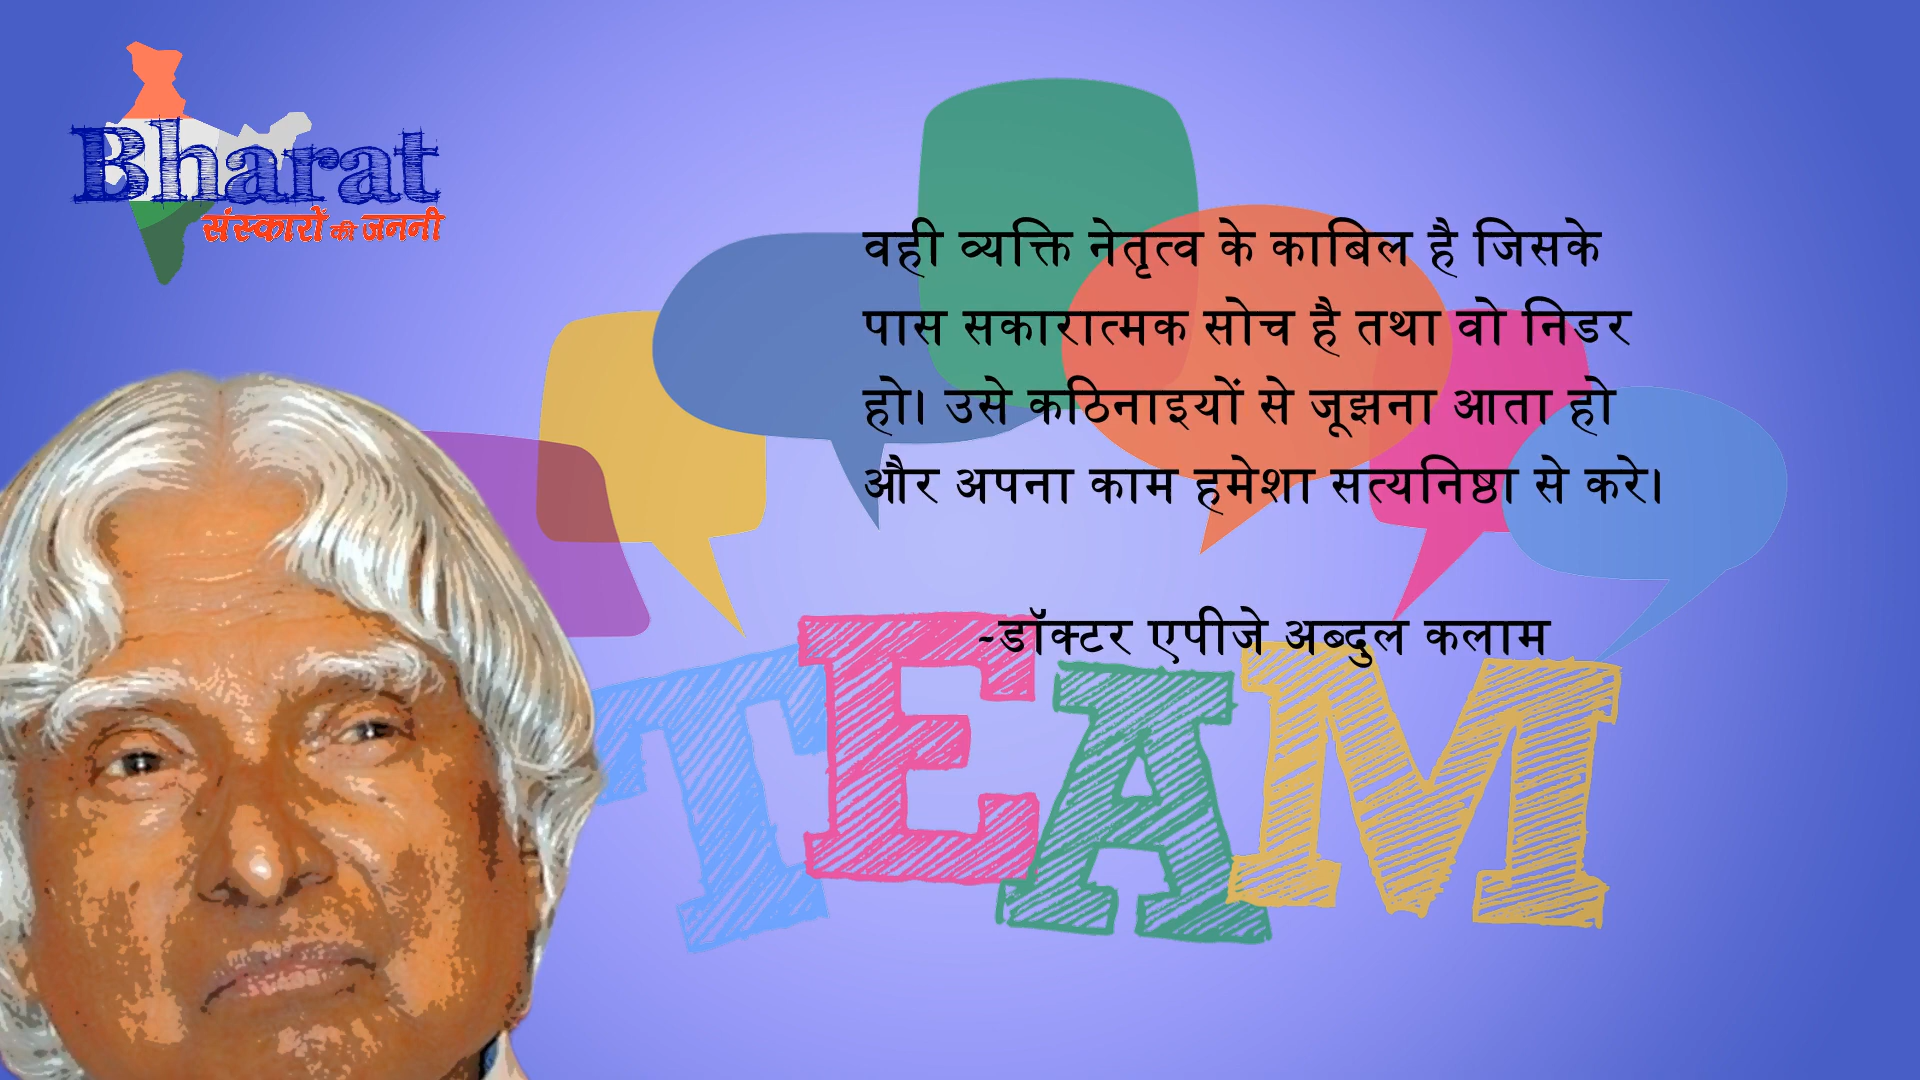 Bharat
संस्कारों की जननी
वही व्यक्ति नेतृत्व के काबिल है जिसके
पास सकारात्मक सोच है तथा वो निडर
हो। उसे कठिनाइयों से जूझना आता हो
और अपना काम हमेशा सत्यनिष्ठा से करे।
-डॉक्टर एपीजे अब्दुल कलाम
TEAM